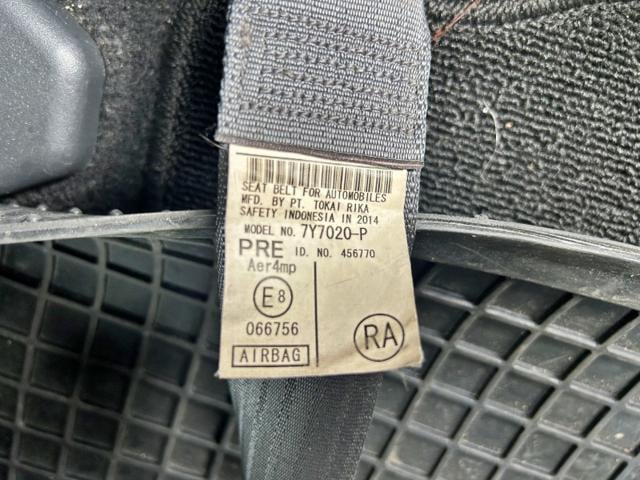 SEAT BELT FOR AUTOMOBILES
MFD. BY PT. TOKAI RIKA
SAFETY INDONESIA IN 2014
MODEL NO. 7Y7020-P
PRE ID. NO. 456770
Aer4mp
E8
066756
AIRBAG
RA